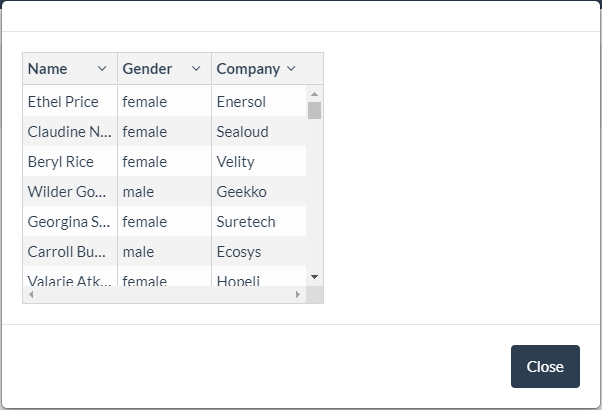 Name Gender Company
Ethel Price female Enersol
Claudine N... female Sealoud
Beryl Rice female Velity
Wilder Go... male Geekko
Georgina S... female Suretech
Carroll Bu... male Ecosys
Valarie Atk... female Hopeli
Close